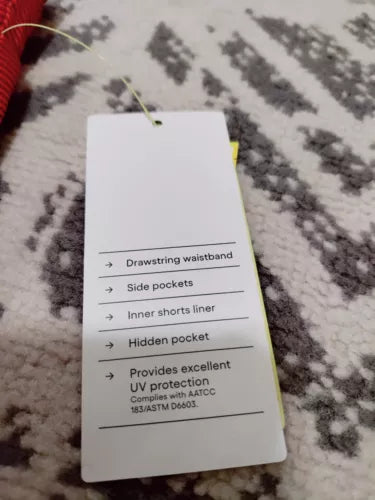 → Drawstring waistband
→ Side pockets
→ Inner shorts liner
→ Hidden pocket
→ Provides excellent
UV protection
Complies with AATCC
183/ASTM D6603.